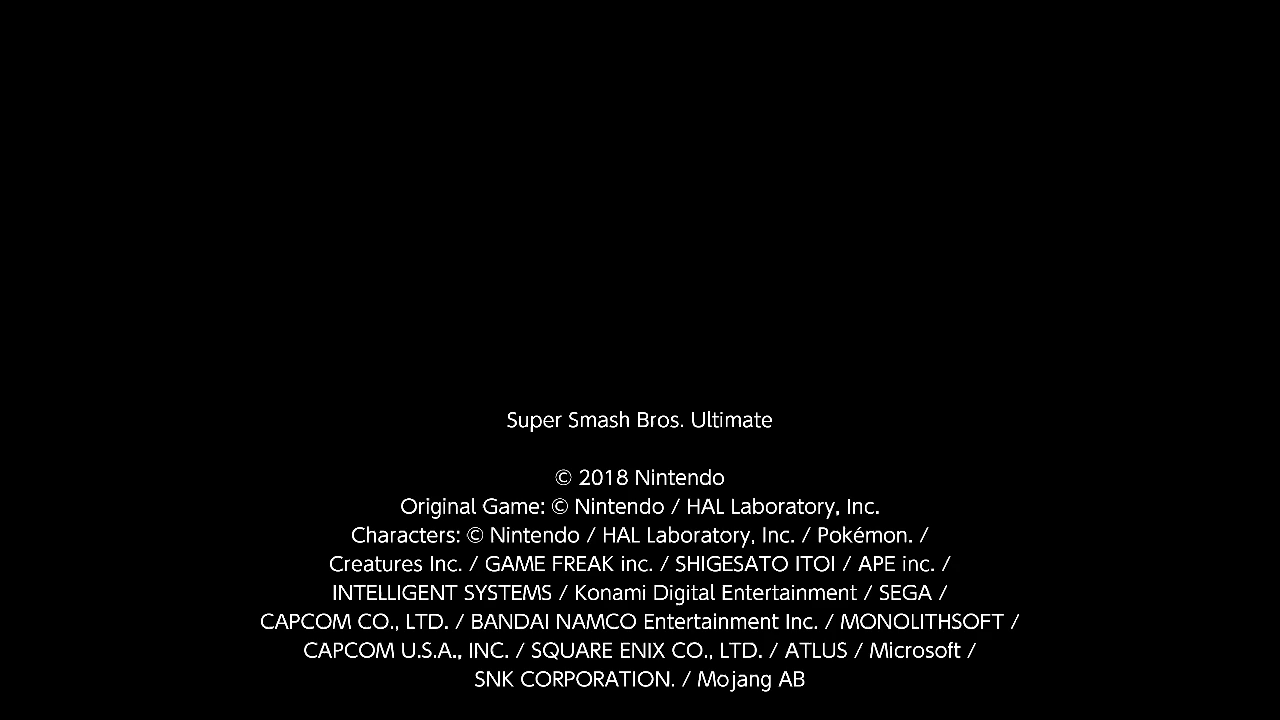 Super Smash Bros. Ultimate
© 2018 Nintendo
Original Game: © Nintendo / HAL Laboratory, Inc.
Characters: © Nintendo / HAL Laboratory, Inc. / Pokémon. /
Creatures Inc. / GAME FREAK inc. / SHIGESATO ITOI / APE inc. /
INTELLIGENT SYSTEMS / Konami Digital Entertainment / SEGA /
CAPCOM CO., LTD. / BANDAI NAMCO Entertainment Inc. / MONOLITHSOFT /
CAPCOM U.S.A., INC. / SQUARE ENIX CO., LTD. / ATLUS / Microsoft /
SNK CORPORATION. / Mojang AB